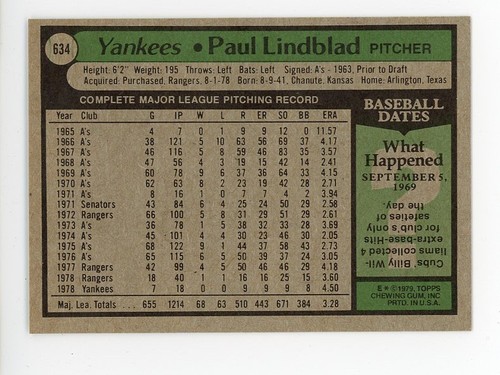 634 Yankees • Paul Lindblad PITCHER
Height: 6'2" Weight: 195 Throws: Left Bats: Left Signed: A's - 1963, Prior to Draft
Acquired: Purchased, Rangers, 8-1-78 Born: 8-9-41, Chanute, Kansas Home: Arlington, Texas
COMPLETE MAJOR LEAGUE PITCHING RECORD
Year Club G IP W L R ER SO BB ERA
1965 A's 4 7 0 1 9 9 12 0 11.57
1966 A's 38 121 5 10 63 56 69 37 4.17
1967 A's 46 116 5 8 59 46 83 35 3.57
1968 A's 47 56 4 3 19 15 42 14 2.41
1969 A's 60 78 9 6 37 36 64 33 4.15
1970 A's 62 63 8 2 23 19 42 28 2.71
1971 A's 8 16 1 0 7 7 4 2 3.94
1971 Senators 43 84 6 4 25 24 50 29 2.58
1972 Rangers 66 100 5 8 31 29 51 29 2.61
1973 A's 36 78 1 5 38 33 33 28 3.69
1974 A's 45 101 4 4 30 23 46 30 2.05
1975 A's 68 122 9 1 44 37 58 43 2.73
1976 A's 65 115 6 5 50 39 37 24 3.05
1977 Rangers 42 99 4 5 50 46 46 29 4.18
1978 Rangers 18 40 1 1 16 16 25 15 3.60
1978 Yankees 7 18 0 0 9 9 9 8 4.50
Maj. Lea. Totals ... 655 1214 68 63 510 443 671 384 3.28
BASEBALL
DATES
What
Happened
SEPTEMBER 5,
1969
?
Cubs' Billy Wil-
liams collected 4
extra-base-Hits
for club's only
safeties of
the day.
E * © 1979, TOPPS
CHEWING GUM, INC
PRTD. IN U.S.A.